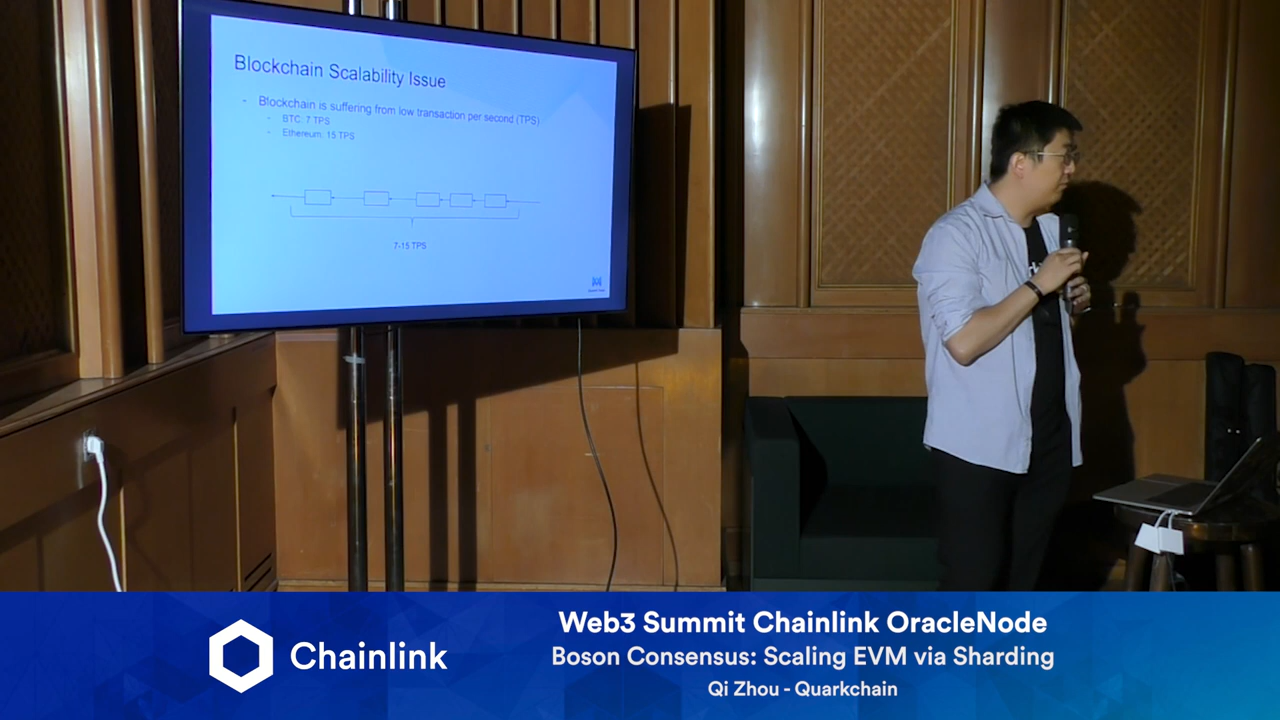 Blockchain Scalability Issue
- Blockchain is suffering from low transaction per second (TPS)
- BTC: 7 TPS
- Ethereum: 15 TPS
7-15 TPS
Chainlink
Web3 Summit Chainlink OracleNode
Boson Consensus: Scaling EVM via Sharding
Qi Zhou - Quarkchain